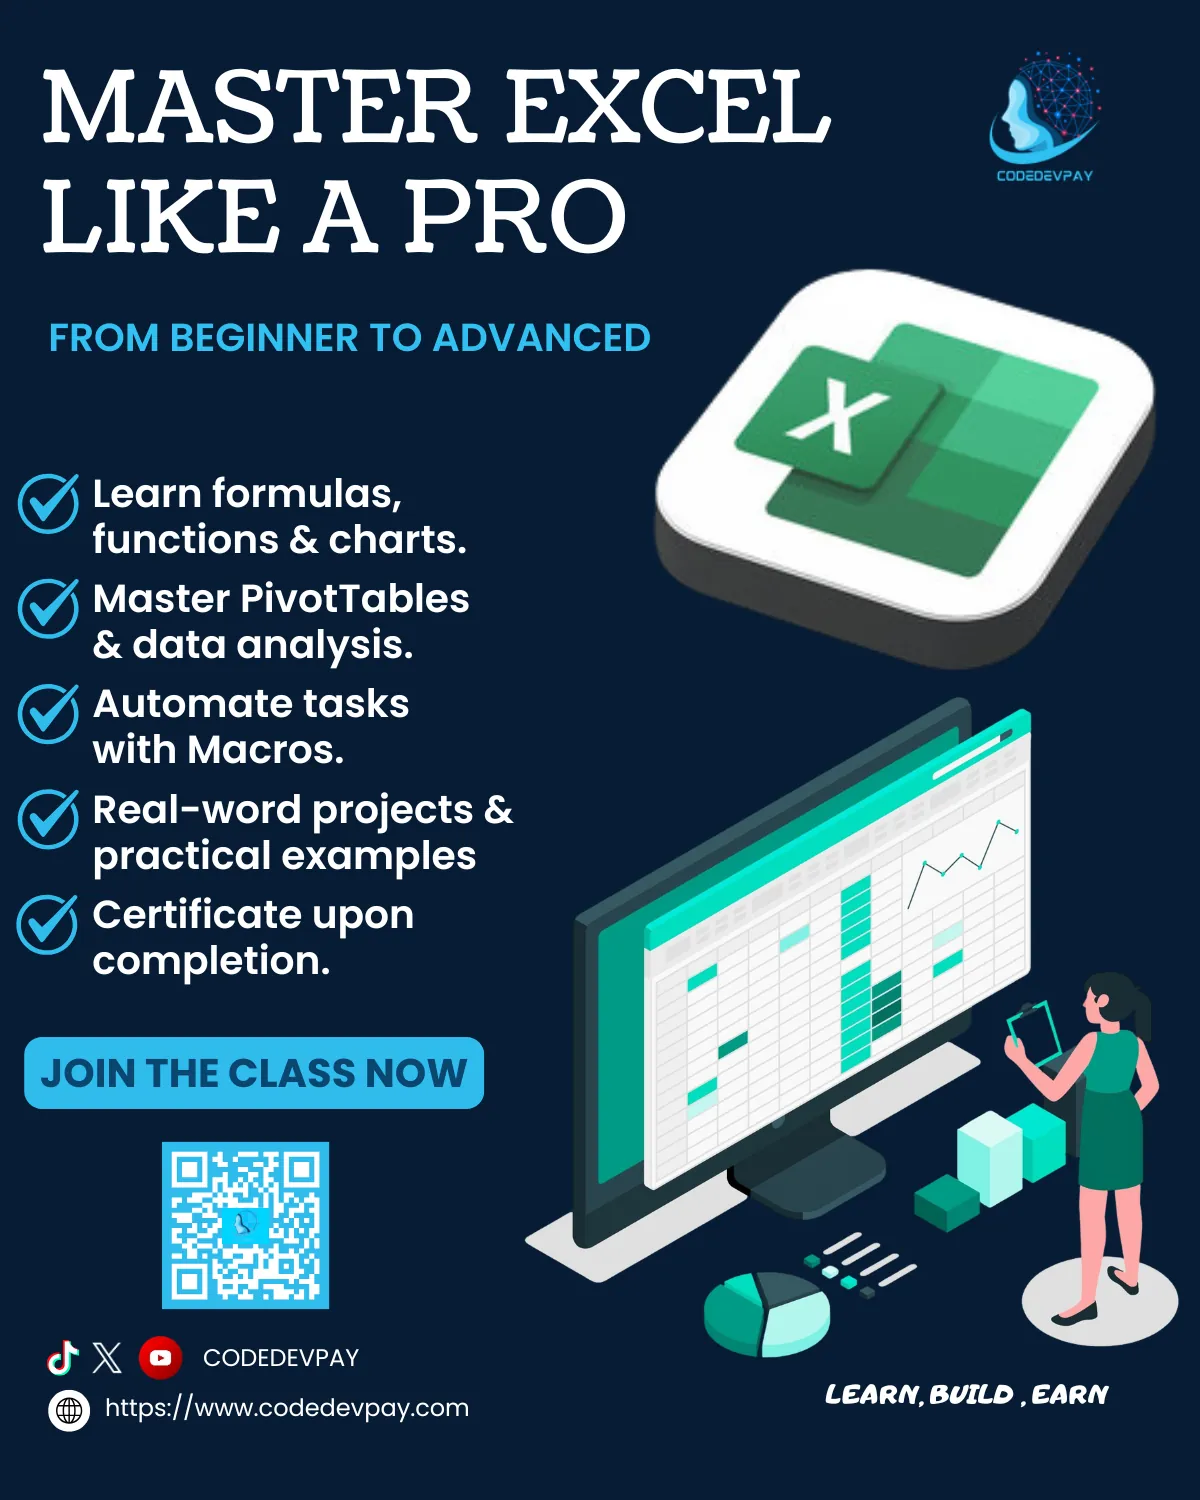 MASTER EXCEL
LIKE A PRO
CODEDEVPAY
FROM BEGINNER TO ADVANCED
X
Learn formulas,
functions & charts.
Master PivotTables
& data analysis.
Automate tasks
with Macros.
Real-word projects &
practical examples
Certificate upon
completion.
JOIN THE CLASS NOW
CODEDEVPAY
https://www.codedevpay.com
LEARN, BUILD , EARN